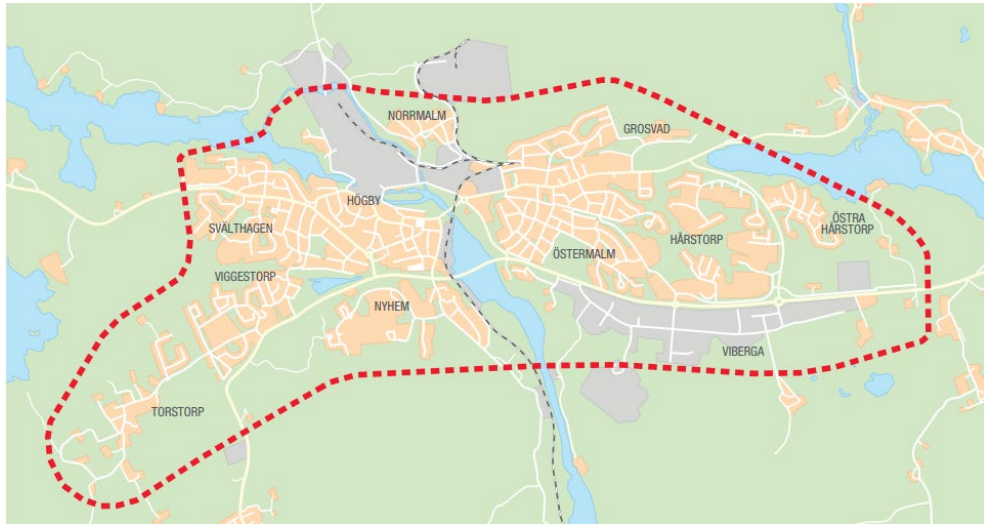 NORRMALM
GROSVAD
HÖGBY
SVÄLTHAGEN
ÖSTRA
HÅRSTORP
HÅRSTORP
ÖSTERMALM
VIGGESTORP
NYHEM
VIBERGA
TORSTORP